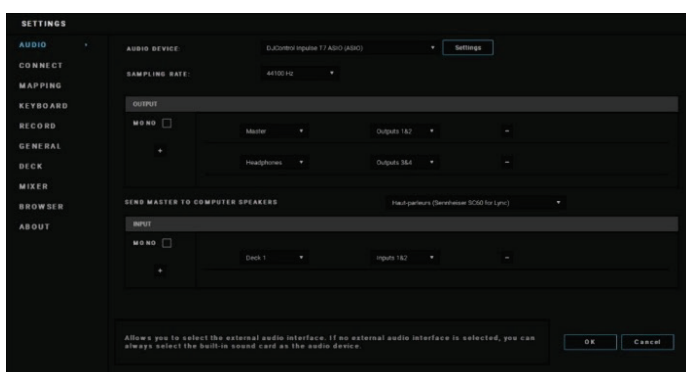 SETTINGS
AUDIO
CONNECT
MAPPING
KEYBOARD
RECORD
GENERAL
DECK
MIXER
BROWSER
ABOUT
AUDIO DEVICE: DJControl Inpulse T7 ASIO (ASIO) Settings
SAMPLING RATE: 44100 Hz
OUTPUT
MONO
Master Outputs 1&2 -
+
Headphones Outputs 3&4 -
SEND MASTER TO COMPUTER SPEAKERS Haut-parleurs (Sennheiser SC60 for Lync)
INPUT
MONO
Deck 1 Inputs 1&2 -
+
Allows you to select the external audio interface. If no external audio interface is selected, you can
always select the built-in sound card as the audio device.
OK Cancel